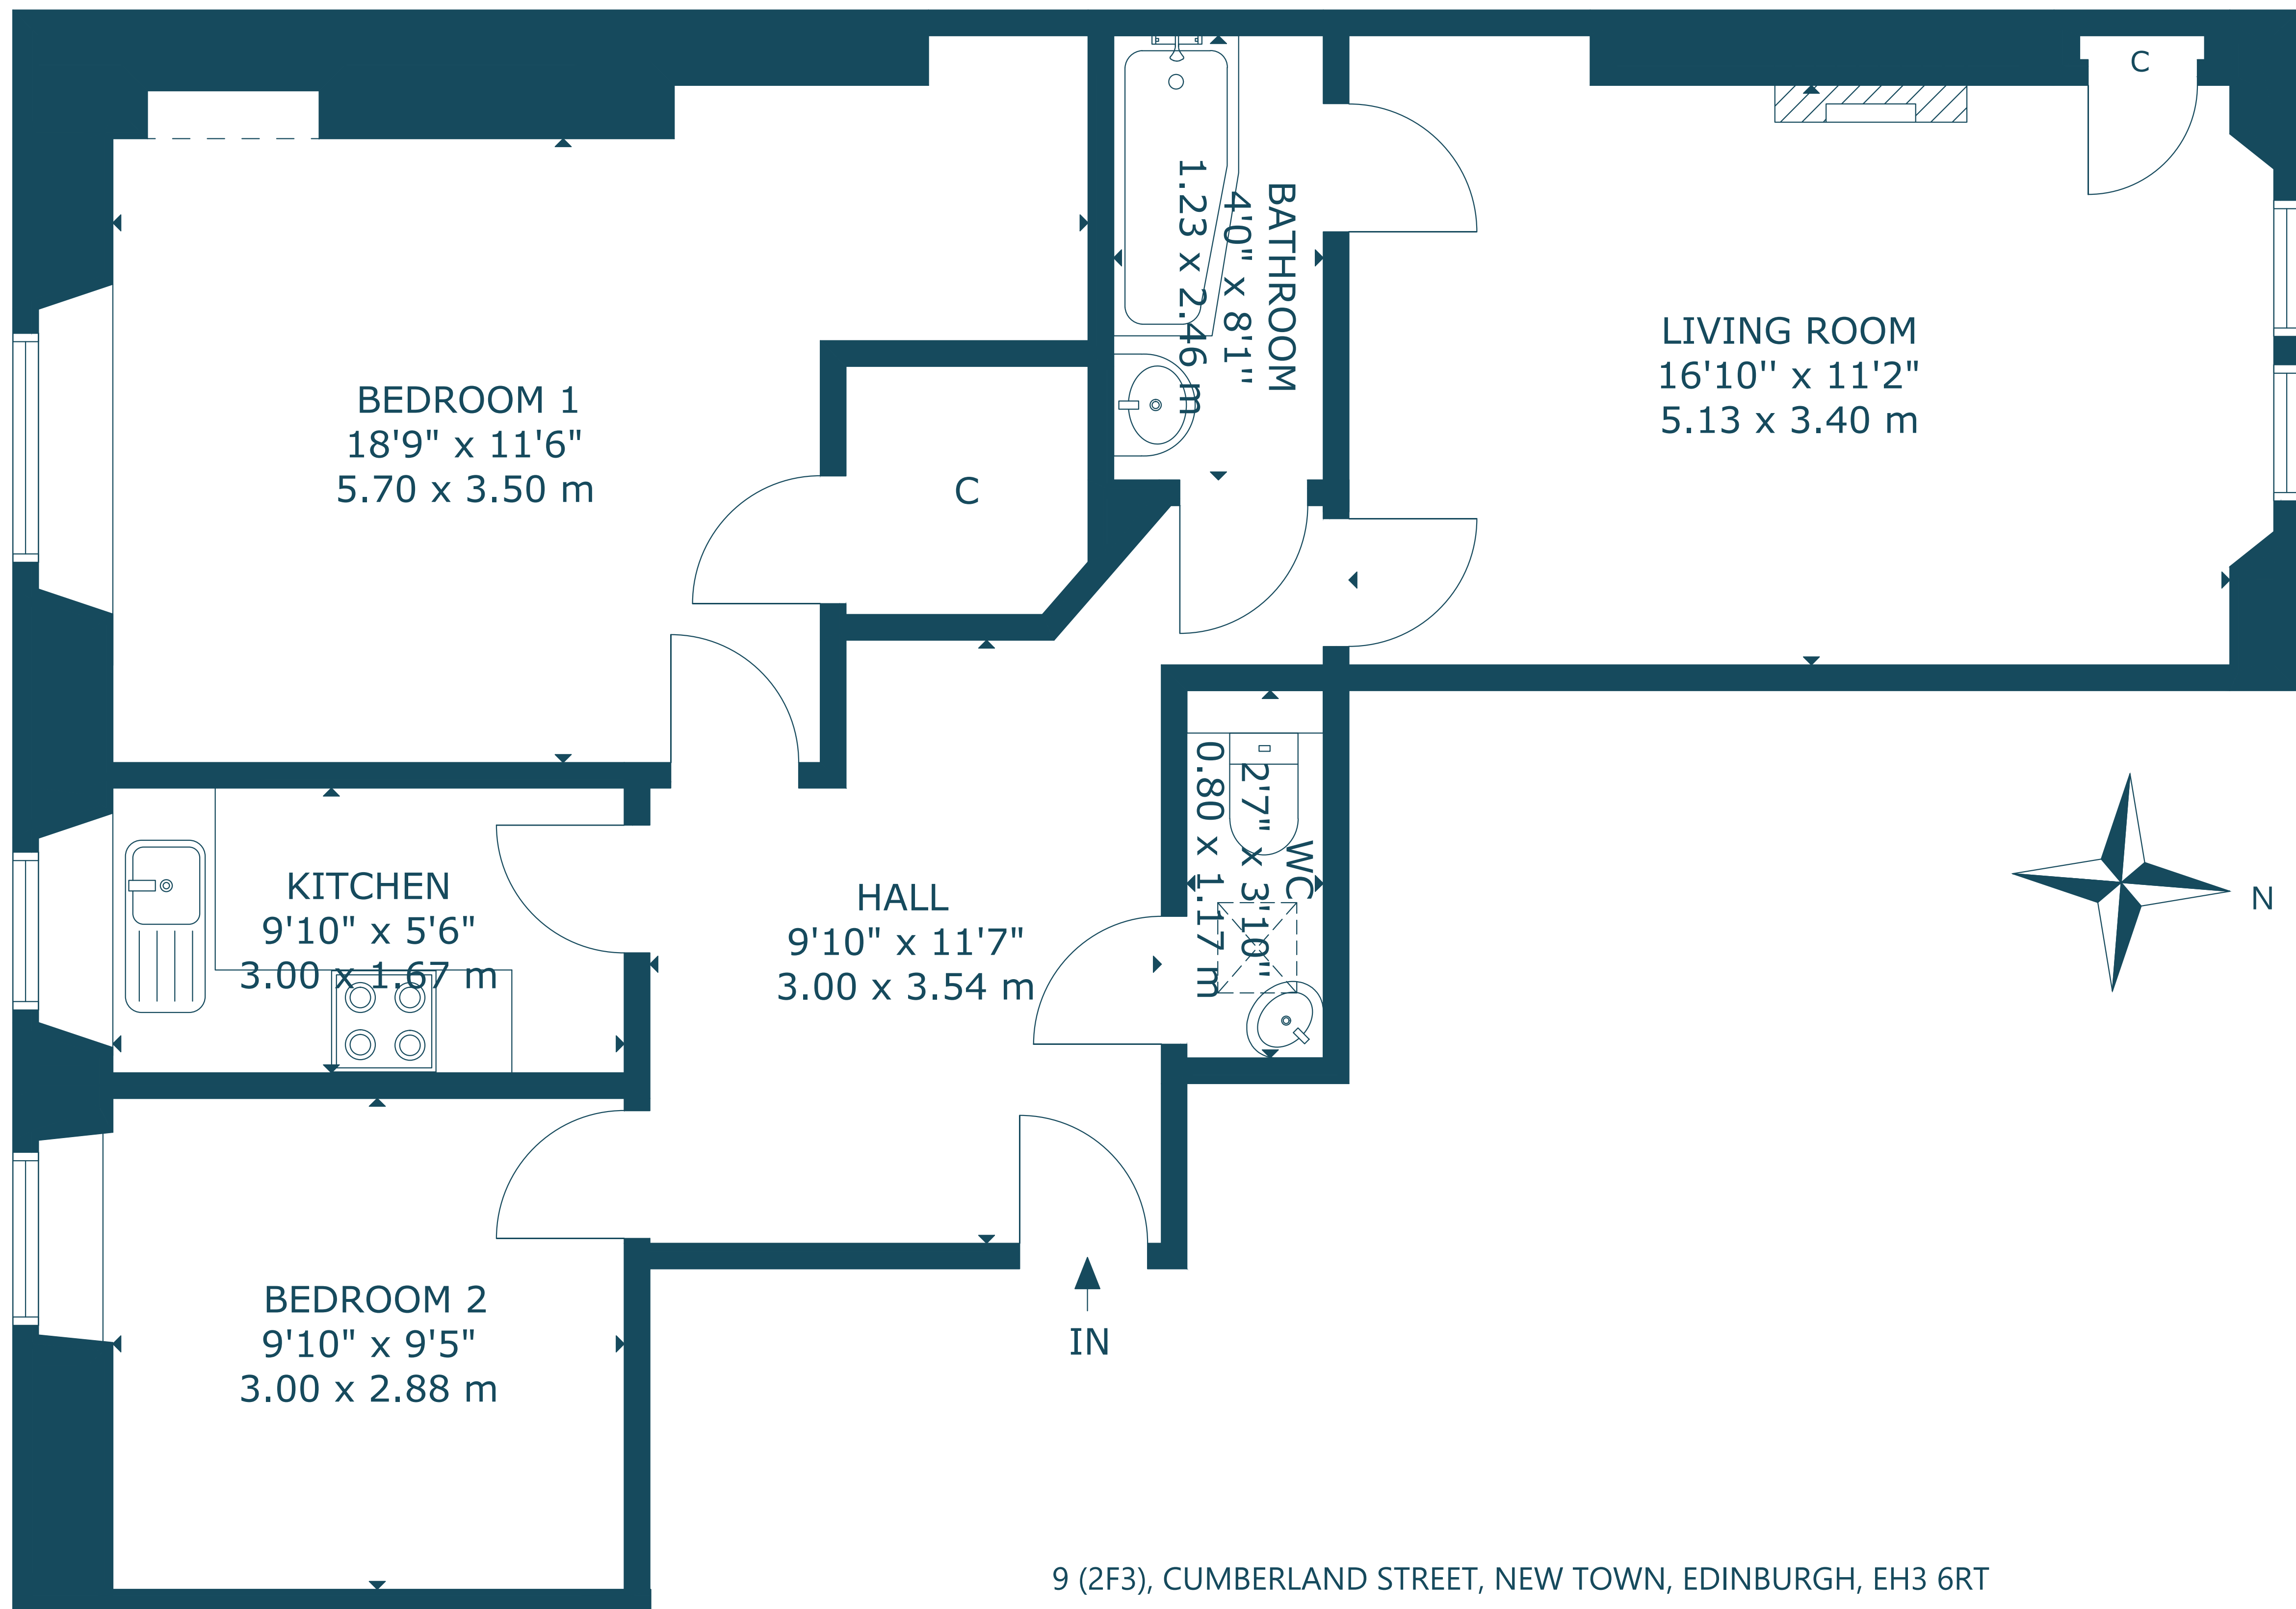 C
BATHROOM
4'0" x 8'1"
1.23 x 2.46 m
LIVING ROOM
16'10" x 11'2"
5.13 x 3.40 m
BEDROOM 1
18'9" x 11'6"
5.70 x 3.50 m
C
KITCHEN
9'10" x 5'6"
3.00 x 1.67 m
HALL
9'10" x 11'7"
3.00 x 3.54 m
WC
2'7" x 3'10"
0.80 x 1.17 m
N
BEDROOM 2
9'10" x 9'5"
3.00 x 2.88 m
IN
9 (2F3), CUMBERLAND STREET, NEW TOWN, EDINBURGH, EH3 6RT